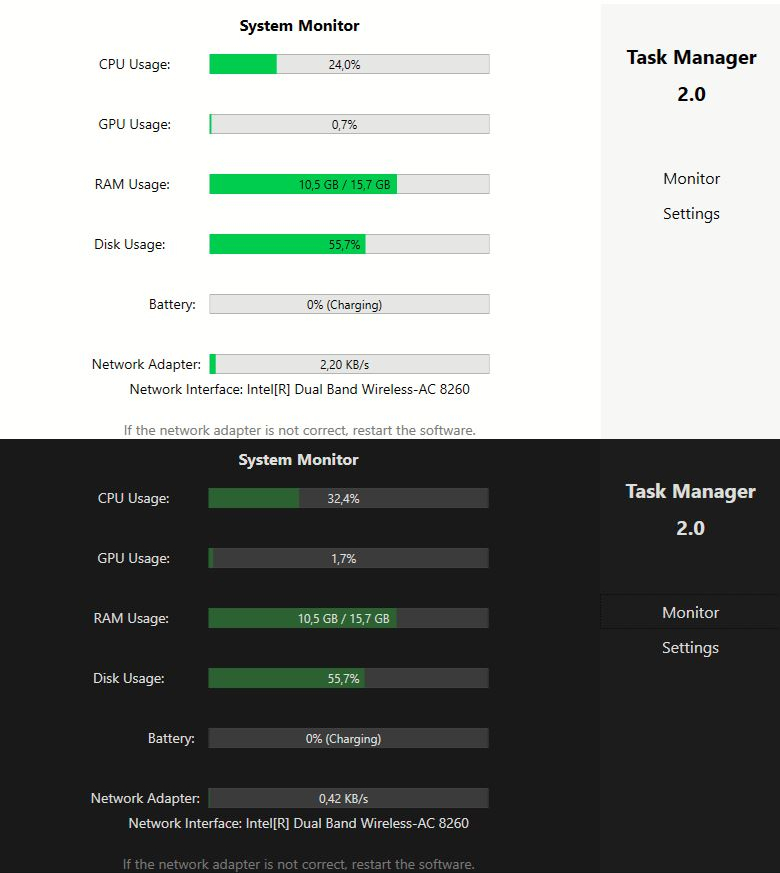 System Monitor
CPU Usage: 24,0%
GPU Usage: 0,7%
RAM Usage: 10,5 GB / 15,7 GB
Disk Usage: 55,7%
Battery: 0% (Charging)
Network Adapter: 2,20 KB/s
Network Interface: Intel[R] Dual Band Wireless-AC 8260
If the network adapter is not correct, restart the software.
Task Manager
2.0
Monitor
Settings
System Monitor
CPU Usage: 32,4%
GPU Usage: 1,7%
RAM Usage: 10,5 GB / 15,7 GB
Disk Usage: 55,7%
Battery: 0% (Charging)
Network Adapter: 0,42 KB/s
Network Interface: Intel[R] Dual Band Wireless-AC 8260
If the network adapter is not correct, restart the software.
Task Manager
2.0
Monitor
Settings